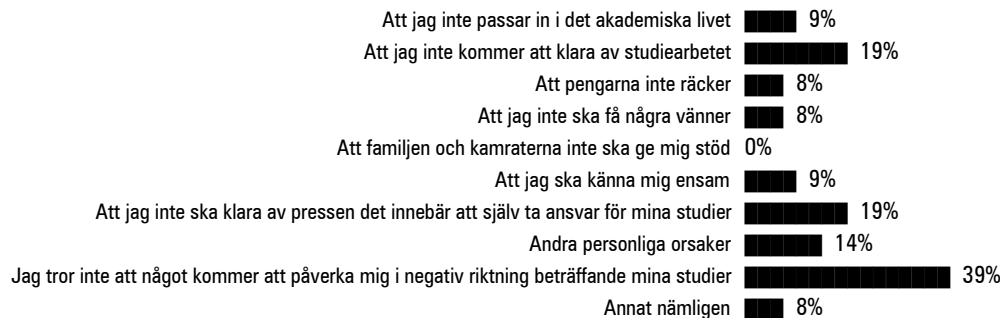 Att jag inte passar in i det akademiska livet 9%
Att jag inte kommer att klara av studiearbetet 19%
Att pengarna inte räcker 8%
Att jag inte ska få några vänner 8%
Att familjen och kamraterna inte ska ge mig stöd 0%
Att jag ska känna mig ensam 9%
Att jag inte ska klara av pressen det innebär att själv ta ansvar för mina studier 19%
Andra personliga orsaker 14%
Jag tror inte att något kommer att påverka mig i negativ riktning beträffande mina studier 39%
Annat nämligen 8%